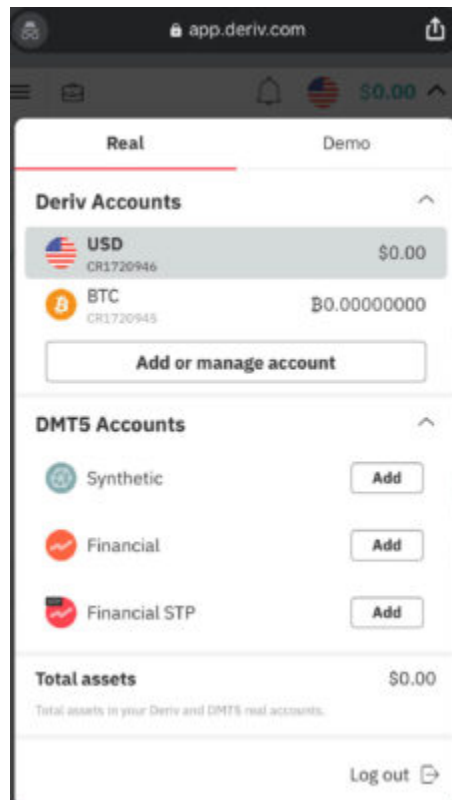 app.deriv.com
$0.00
Real
Demo
Deriv Accounts
USD
$0.00
CR1720946
BTC
₿0.00000000
CR1720945
Add or manage account
DMT5 Accounts
Synthetic
Add
Financial
Add
Financial STP
Add
Total assets
$0.00
Total assets in your Deriv and DMT5 real accounts.
Log out